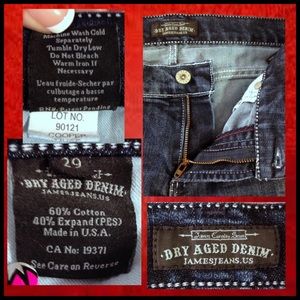 Machine Wash Cold
Separately
Tumble Dry Low
Do Not Bleach
Warm Iron If
Necessary
L'eau froide-Secher par
culbutage a basse
temperature
LOT NO.
90121
COOPER
29
DRY AGED DENIM
JAMESJEANS.US
60% Cotton
40% Expand (PES)
Made in U.S.A.
CA No: 19371
See Care on Reverse
DRY AGED DENIM
DRY AGED DENIM
JAMESJEANS.US